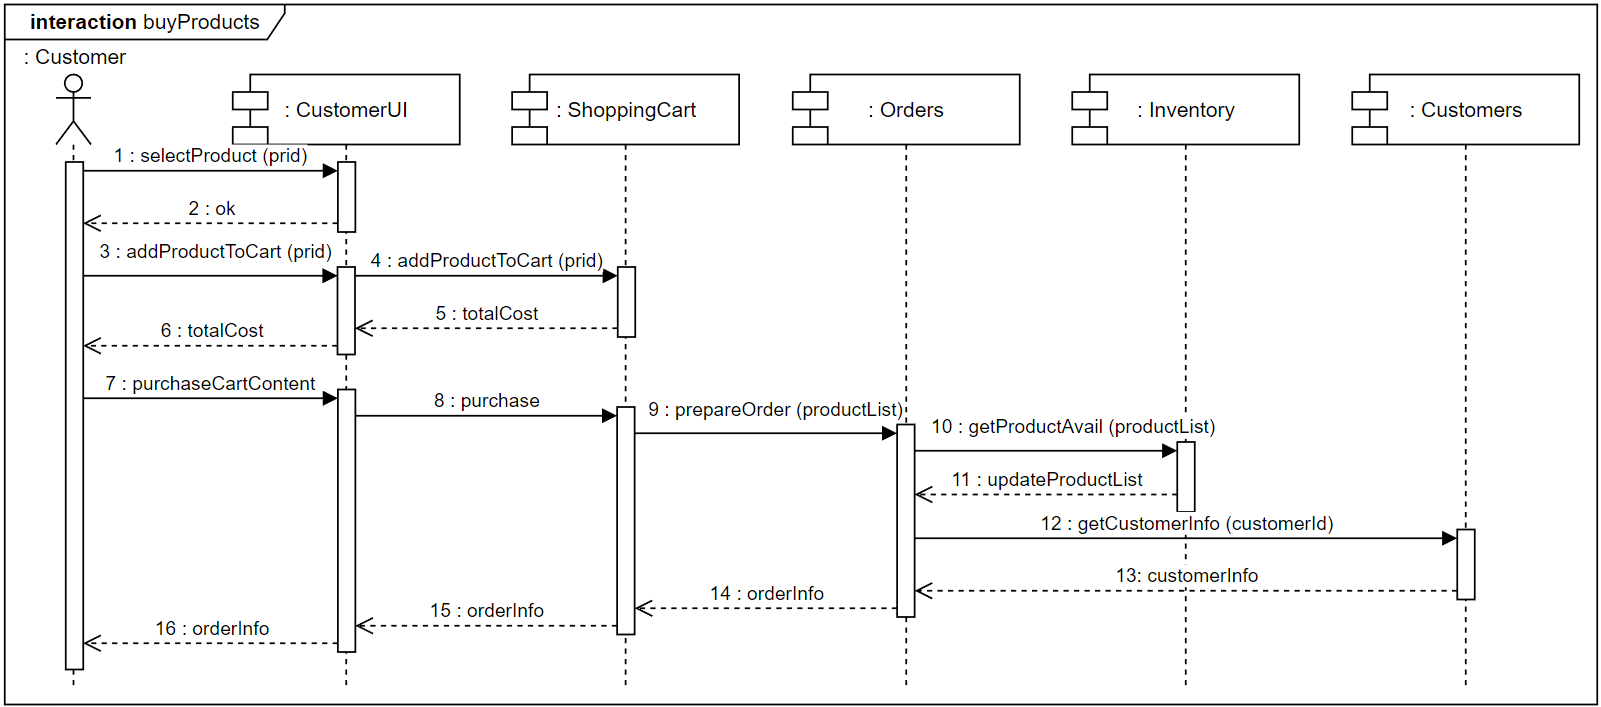 interaction buyProducts
: Customer
: CustomerUI
: ShoppingCart
: Orders
: Inventory
: Customers
1 : selectProduct (prid)
2 : ok
3 : addProductToCart (prid)
4 : addProductToCart (prid)
5 : totalCost
6 : totalCost
7 : purchaseCartContent
8 : purchase
9 : prepareOrder (productList)
10 : getProductAvail (productList)
11 : updateProductList
12 : getCustomerInfo (customerId)
13: customerInfo
14 : orderInfo
15 : orderInfo
16 : orderInfo